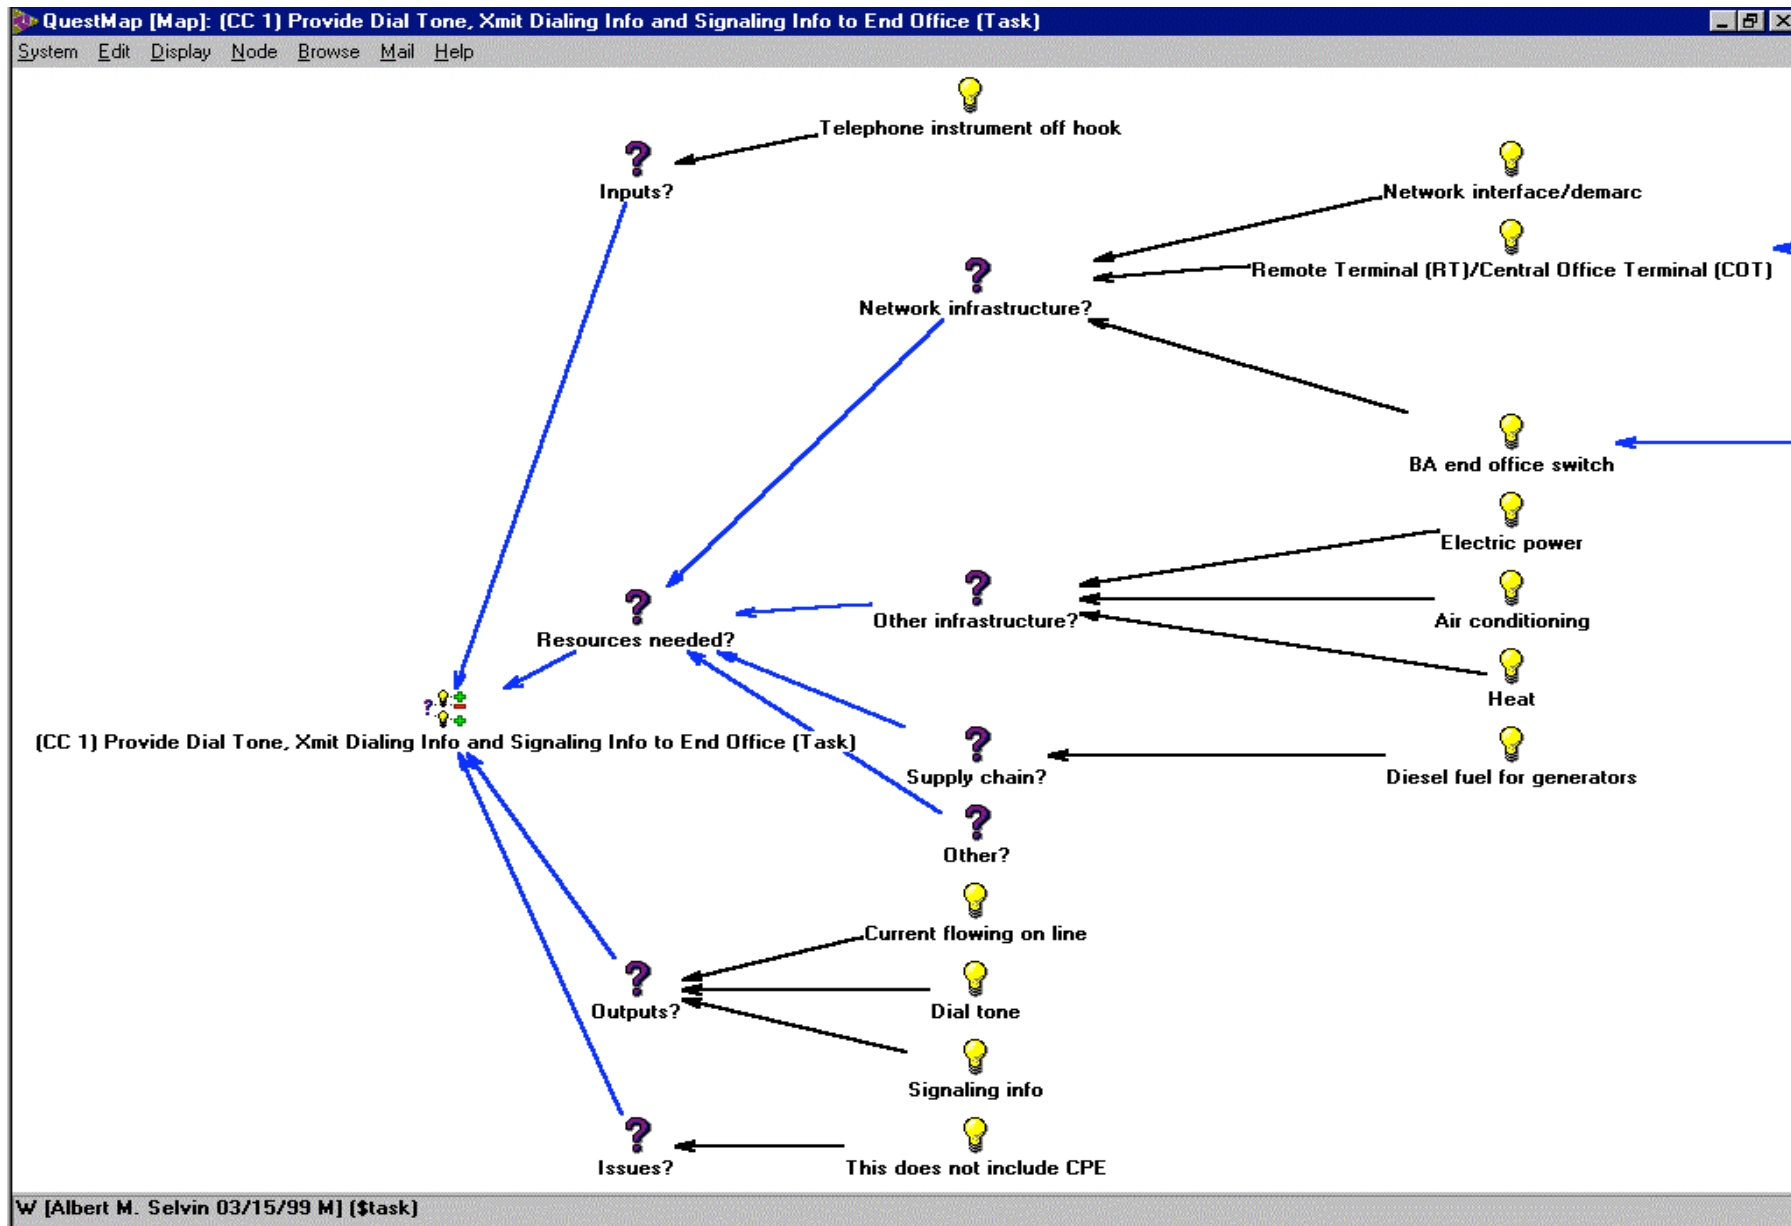 QuestMap [Map]: (CC 1) Provide Dial Tone, Xmit Dialing Info and Signaling Info to End Office (Task)
System Edit Display Node Browse Mail Help
Telephone instrument off hook
Inputs?
Network interface/demarc
Remote Terminal (RT)/Central Office Terminal (COT)
Network infrastructure?
BA end office switch
Electric power
Other infrastructure?
Air conditioning
Resources needed?
Heat
(CC 1) Provide Dial Tone, Xmit Dialing Info and Signaling Info to End Office (Task)
Supply chain?
Diesel fuel for generators
Other?
Current flowing on line
Outputs?
Dial tone
Signaling info
Issues?
This does not include CPE
W [Albert M. Selvin 03/15/99 M] ($task)